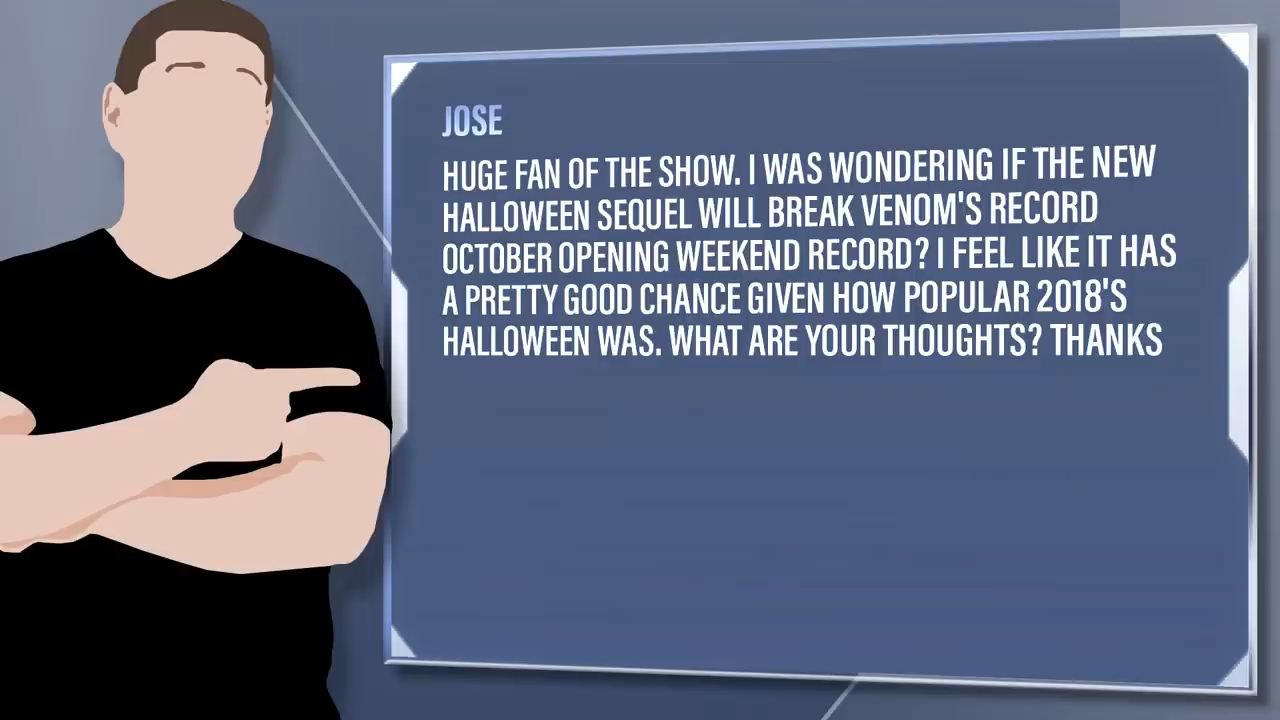 JOSE
HUGE FAN OF THE SHOW. I WAS WONDERING IF THE NEW
HALLOWEEN SEQUEL WILL BREAK VENOM'S RECORD
OCTOBER OPENING WEEKEND RECORD? I FEEL LIKE IT HAS
A PRETTY GOOD CHANCE GIVEN HOW POPULAR 2018'S
HALLOWEEN WAS. WHAT ARE YOUR THOUGHTS? THANKS